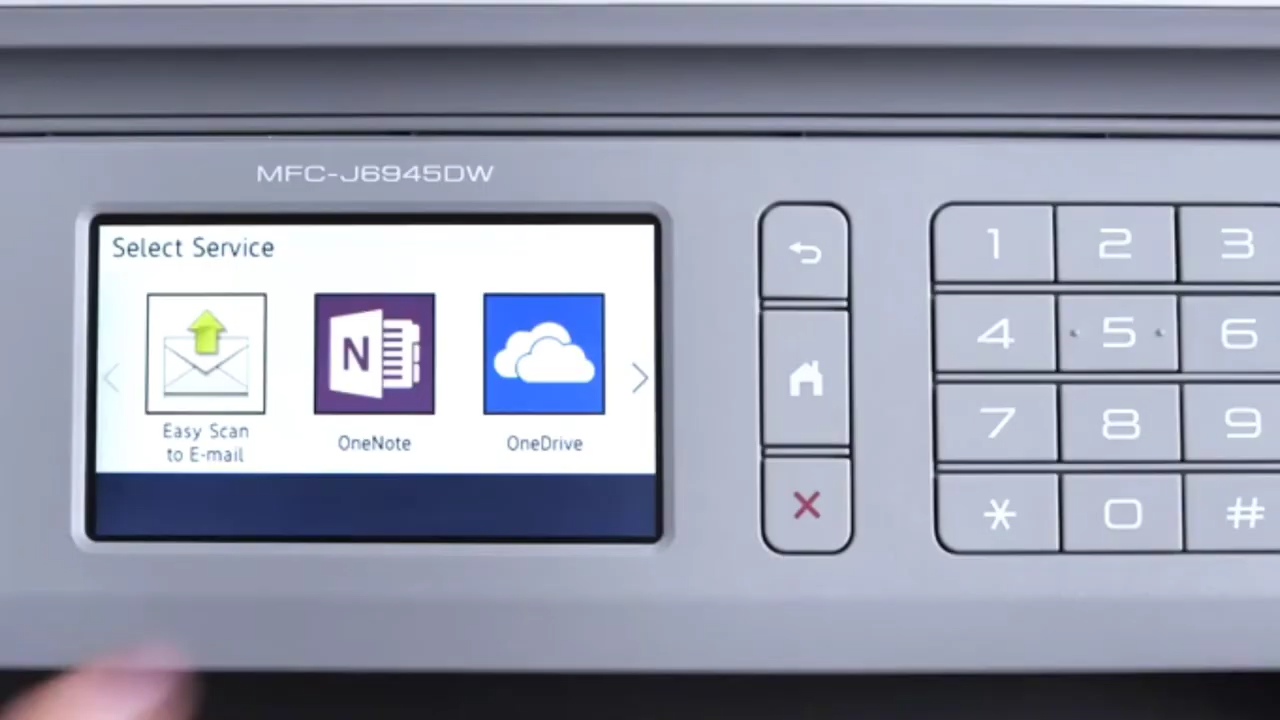 MFC-J6945DW
Select Service
N
Easy Scan
to E-mail
OneNote
OneDrive
1 2 3
4 5 6
7 8 9
* 0 #